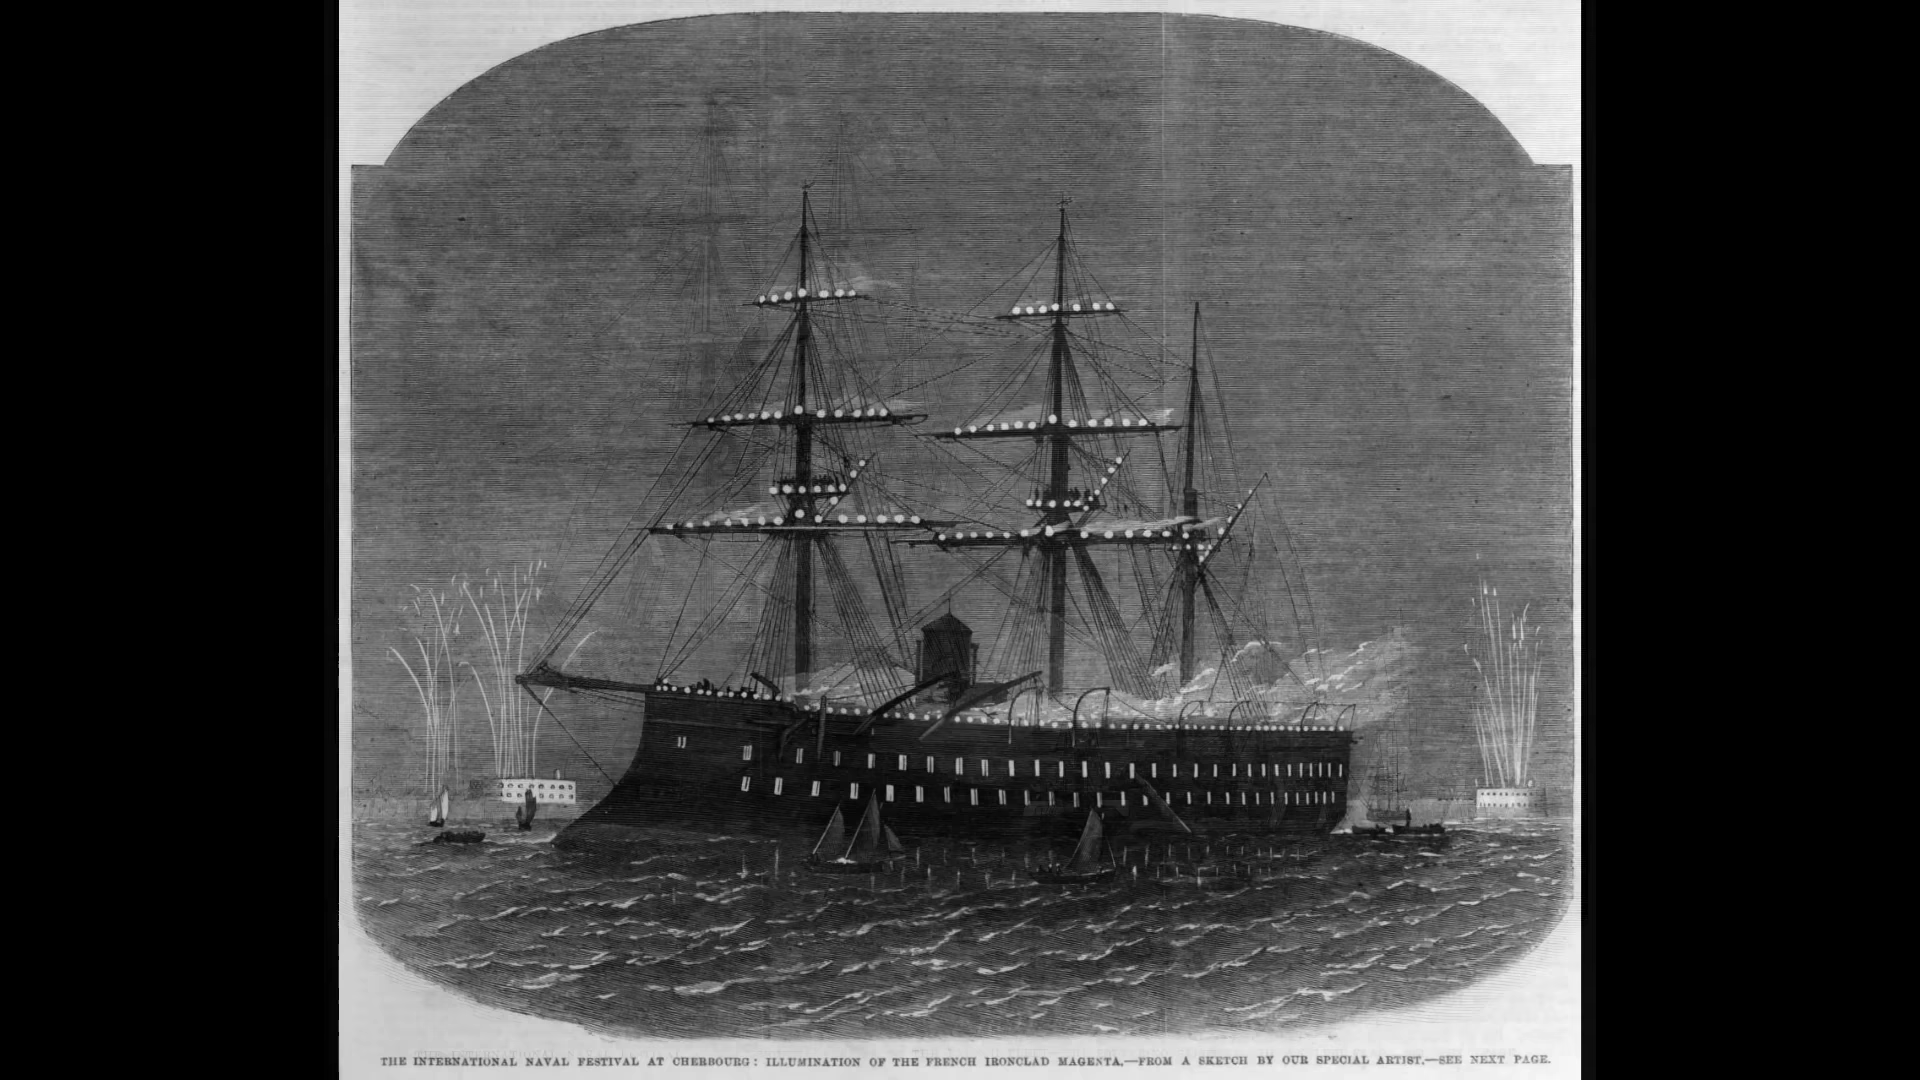 THE INTERNATIONAL NAVAL FESTIVAL AT CHERBOURG: ILLUMINATION OF THE FRENCH IRONCLAD MAGENTA.—FROM A SKETCH BY OUR SPECIAL ARTIST.—SEE NEXT PAGE.